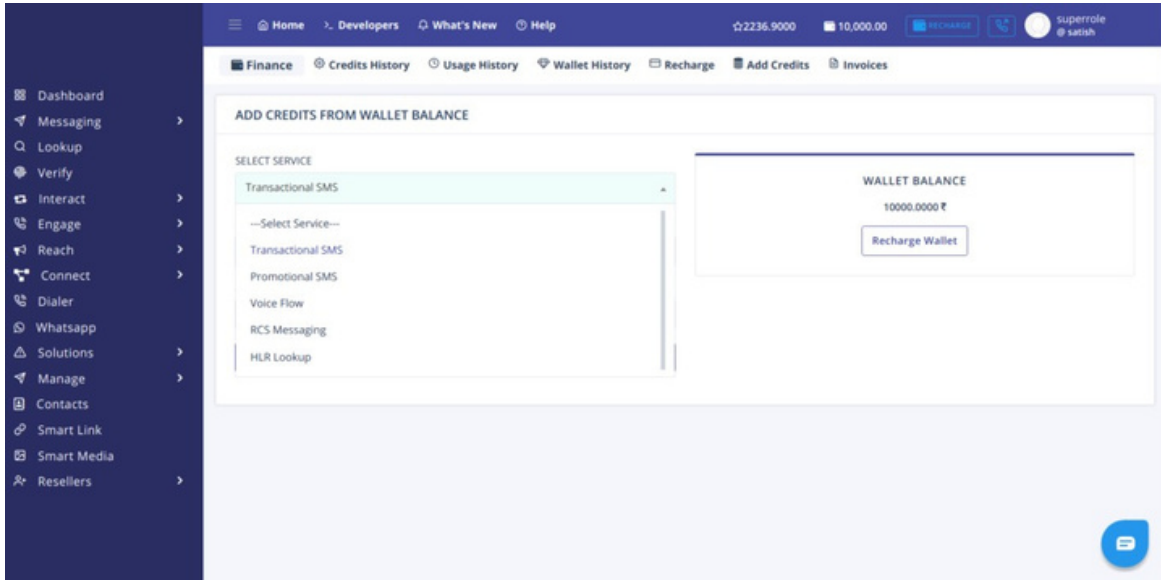 Home Developers What's New Help ☆2236.9000 10,000.00 RECHARGE superrole
@ satish
Finance Credits History Usage History Wallet History Recharge Add Credits Invoices
Dashboard
Messaging
Lookup
Verify
Interact
Engage
Reach
Connect
Dialer
Whatsapp
Solutions
Manage
Contacts
Smart Link
Smart Media
Resellers
ADD CREDITS FROM WALLET BALANCE
SELECT SERVICE
Transactional SMS
---Select Service---
Transactional SMS
Promotional SMS
Voice Flow
RCS Messaging
HLR Lookup
WALLET BALANCE
10000.0000 ₹
Recharge Wallet